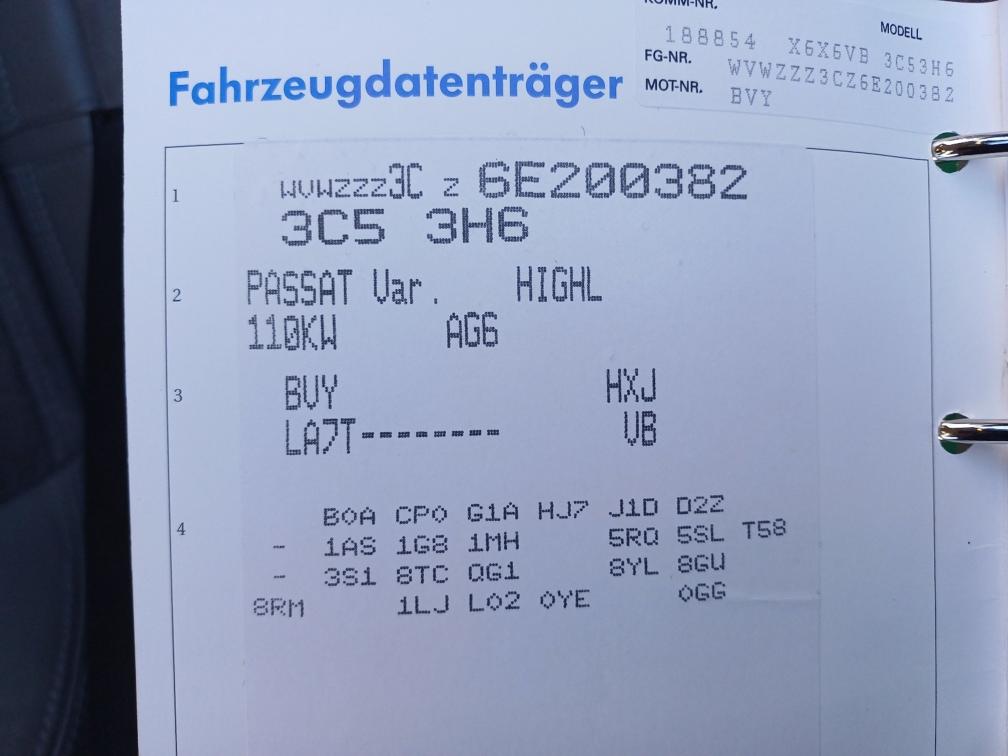 KOMM-NR.
MODELL
188854 X6X6VB 3C53H6
FG-NR.
WVWZZZ3CZ6E200382
MOT-NR.
BVY
Fahrzeugdatenträger
1
WVWZZZ3C Z 6E200382
3C5 3H6
2
PASSAT Var. HIGHL
110KW AG6
3
BVY HXJ
LA7T--------- VB
4
B0A CP0 G1A HJ7 J1D D2Z
- 1AS 1G8 1MH 5RQ 5SL T58
- 3S1 8TC QG1 8YL 8GU
8RM 1LJ L02 0YE 0GG